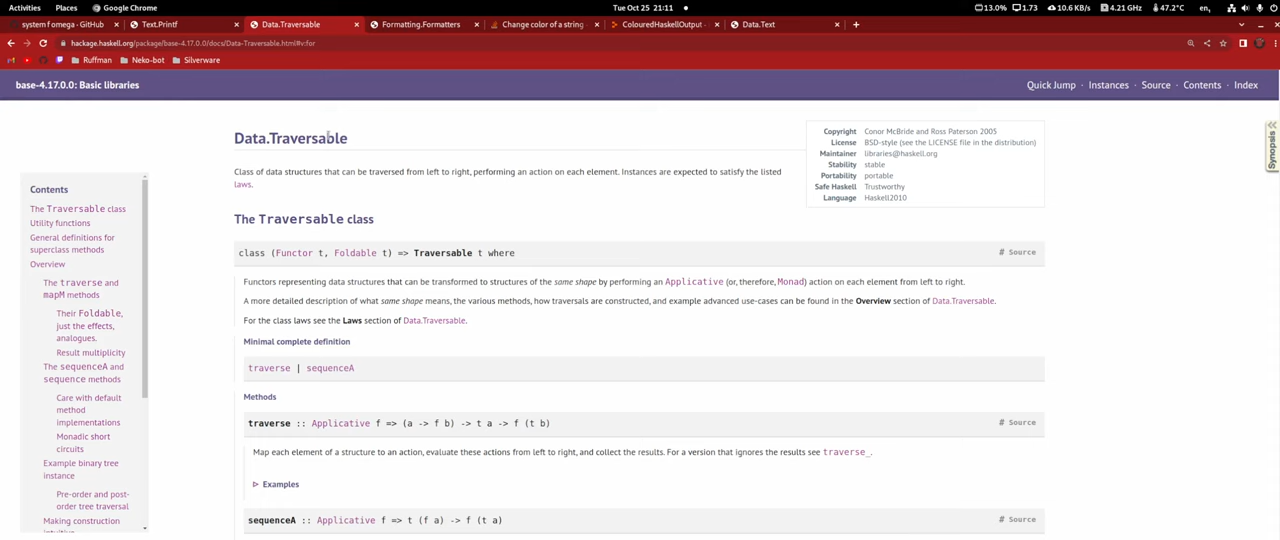 Activities Places Google Chrome Tue Oct 25 21:11 13.0% 1.73 10.6 KB/s 4.21 GHz 47.2°C en
system f omega - GitHub Text.Printf Data.Traversable Formatting.Formatters Change color of a string ColouredHaskellOutput Data.Text
hackage.haskell.org/package/base-4.17.0.0/docs/Data-Traversable.html#v:for
Ruffman Neko-bot Silverware
base-4.17.0.0: Basic libraries Quick Jump Instances Source Contents Index
Data.Traversable
Copyright Conor McBride and Ross Paterson 2005
License BSD-style (see the LICENSE file in the distribution)
Maintainer libraries@haskell.org
Stability stable
Portability portable
Safe Haskell Trustworthy
Language Haskell2010
Synopsis
Contents
The Traversable class
Utility functions
General definitions for
superclass methods
Overview
The traverse and
mapM methods
Their Foldable,
just the effects,
analogues.
Result multiplicity
The sequenceA and
sequence methods
Care with default
method
implementations
Monadic short
circuits
Example binary tree
instance
Pre-order and post-
order tree traversal
Making construction
intuitive
Class of data structures that can be traversed from left to right, performing an action on each element. Instances are expected to satisfy the listed
laws.
The Traversable class
class (Functor t, Foldable t) => Traversable t where # Source
Functors representing data structures that can be transformed to structures of the same shape by performing an Applicative (or, therefore, Monad) action on each element from left to right.
A more detailed description of what same shape means, the various methods, how traversals are constructed, and example advanced use-cases can be found in the Overview section of Data.Traversable.
For the class laws see the Laws section of Data.Traversable.
Minimal complete definition
traverse | sequenceA
Methods
traverse :: Applicative f => (a -> f b) -> t a -> f (t b) # Source
Map each element of a structure to an action, evaluate these actions from left to right, and collect the results. For a version that ignores the results see traverse_.
Examples
sequenceA :: Applicative f => t (f a) -> f (t a) # Source